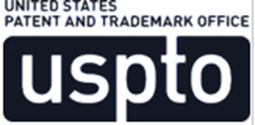 UNITED STATES
PATENT AND TRADEMARK OFFICE
uspto